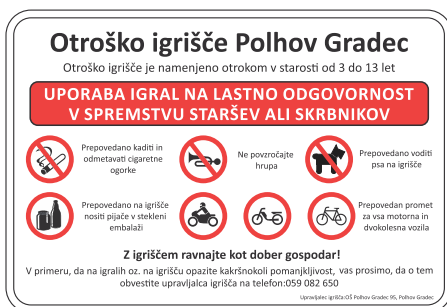 Otroško igrišče Polhov Gradec
Otroško igrišče je namenjeno otrokom v starosti od 3 do 13 let
UPORABA IGRAL NA LASTNO ODGOVORNOST
V SPREMSTVU STARŠEV ALI SKRBNIKOV
Prepovedano kaditi in
odmetavati cigaretne
ogorke
Ne povzročajte
hrupa
Prepovedano voditi
psa na igrišče
Prepovedano na igrišče
nositi pijače v stekleni
embalaži
Prepovedan promet
za vsa motorna in
dvokolesna vozila
Z igriščem ravnajte kot dober gospodar!
V primeru, da na igralih oz. na igrišču opazite kakršnokoli pomanjkljivost, vas prosimo, da o tem
obvestite upravljalca igrišča na telefon:059 082 650
Upravljalec igrišča:OŠ Polhov Gradec 95, Polhov Gradec